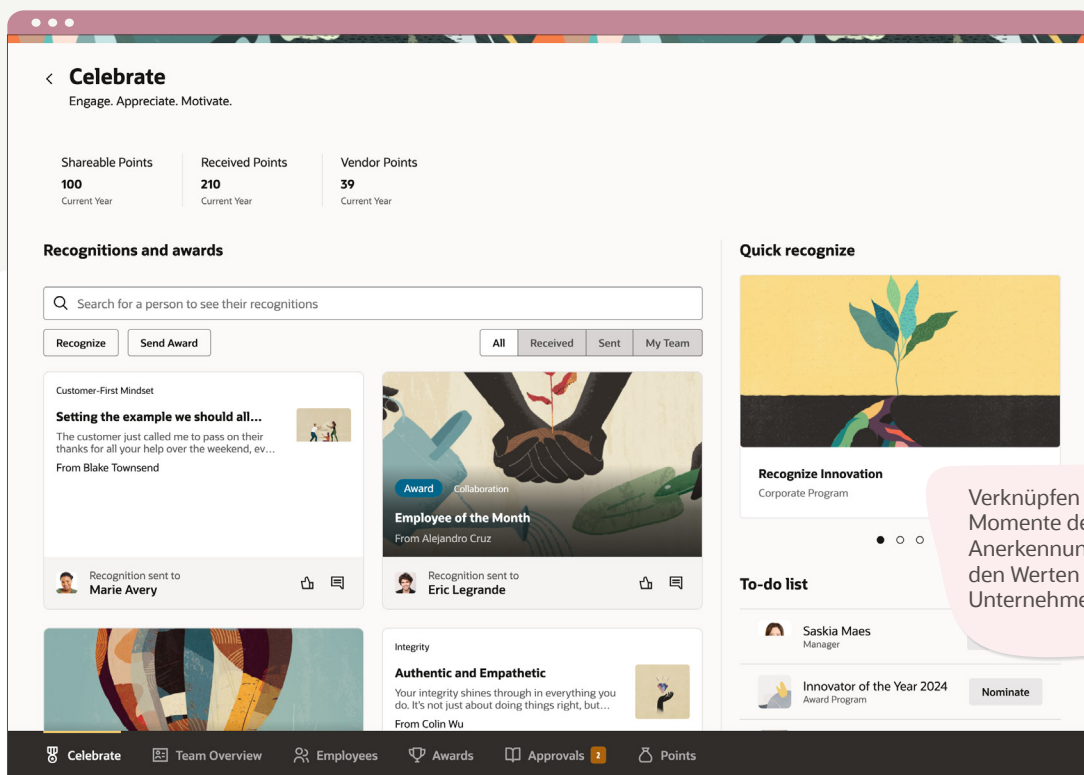 Celebrate
Engage. Appreciate. Motivate.
Shareable Points
100
Current Year
Received Points
210
Current Year
Vendor Points
39
Current Year
Recognitions and awards
Search for a person to see their recognitions
Recognize
Send Award
All
Received
Sent
My Team
Customer-First Mindset
Setting the example we should all...
The customer just called me to pass on their
thanks for all your help over the weekend, ev...
From Blake Townsend
Recognition sent to
Marie Avery
Award
Collaboration
Employee of the Month
From Alejandro Cruz
Recognition sent to
Eric Legrande
Integrity
Authentic and Empathetic
Your integrity shines through in everything you
do. It's not just about doing things right, but...
From Colin Wu
Quick recognize
Recognize Innovation
Corporate Program
Verknüpfen
Momente
den Werten
To-do list
Saskia Maes
Manager
Innovator of the Year 2024
Award Program
Nominate
Celebrate
Team Overview
Employees
Awards
Approvals 2
Points